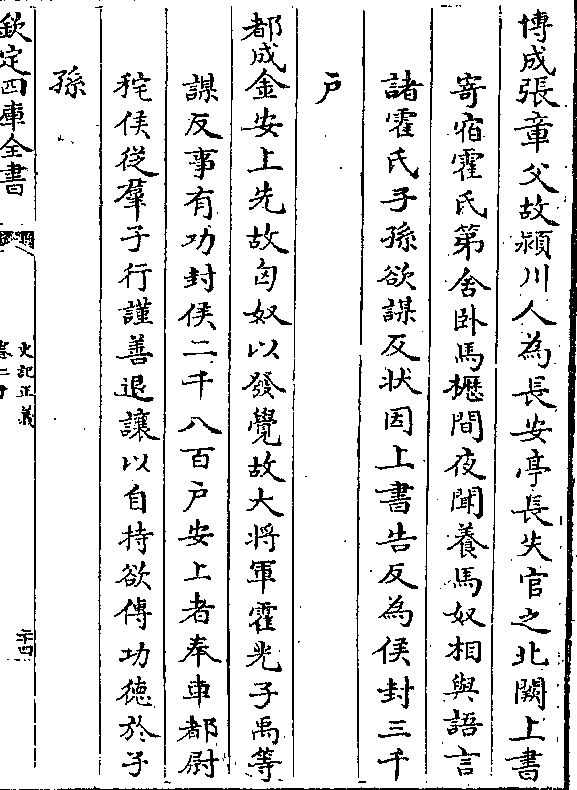 博成張章父故潁川人為長安亭長失官之北闕上書
寄宿霍氏第舍卧馬櫪間夜聞養馬奴相與語言
諸霍氏子孫欲謀反狀因上書告反為侯封三千
户
都成金安上先故匈奴以發覺故大将軍霍光子禹等
謀反事有功封侯二千八百户安上者奉車都尉
秺侯從羣子行謹善退讓以自持欲傳功德於子
孫
欽定四庫全書
史記正義
卷二十
二十四